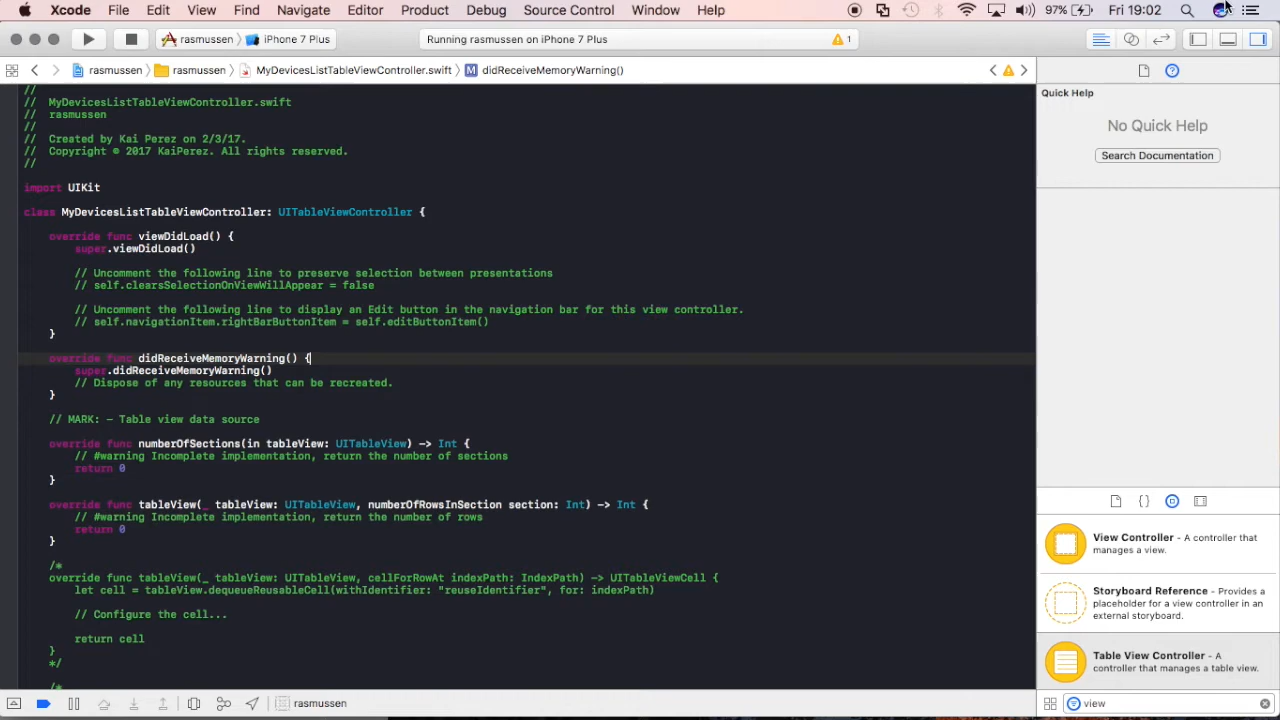 Xcode File Edit View Find Navigate Editor Product Debug Source Control Window Help 97% Fri 19:02
rasmussen iPhone 7 Plus Running rasmussen on iPhone 7 Plus 1
rasmussen rasmussen MyDevicesListTableViewController.swift M didReceiveMemoryWarning()
//
// MyDevicesListTableViewController.swift
// rasmussen
//
// Created by Kai Perez on 2/3/17.
// Copyright © 2017 KaiPerez. All rights reserved.
//
import UIKit
class MyDevicesListTableViewController: UITableViewController {
override func viewDidLoad() {
super.viewDidLoad()
// Uncomment the following line to preserve selection between presentations
// self.clearsSelectionOnViewWillAppear = false
// Uncomment the following line to display an Edit button in the navigation bar for this view controller.
// self.navigationItem.rightBarButtonItem = self.editButtonItem()
}
override func didReceiveMemoryWarning() {
super.didReceiveMemoryWarning()
// Dispose of any resources that can be recreated.
}
// MARK: - Table view data source
override func numberOfSections(in tableView: UITableView) -> Int {
// #warning Incomplete implementation, return the number of sections
return 0
}
override func tableView(_ tableView: UITableView, numberOfRowsInSection section: Int) -> Int {
// #warning Incomplete implementation, return the number of rows
return 0
}
/*
override func tableView(_ tableView: UITableView, cellForRowAt indexPath: IndexPath) -> UITableViewCell {
let cell = tableView.dequeueReusableCell(withIdentifier: "reuseIdentifier", for: indexPath)
// Configure the cell...
return cell
}
*/
/*
rasmussen
Quick Help
No Quick Help
Search Documentation
{ }
View Controller - A controller that
manages a view.
Storyboard Reference - Provides a
placeholder for a view controller in an
external storyboard.
Table View Controller - A
controller that manages a table view.
view